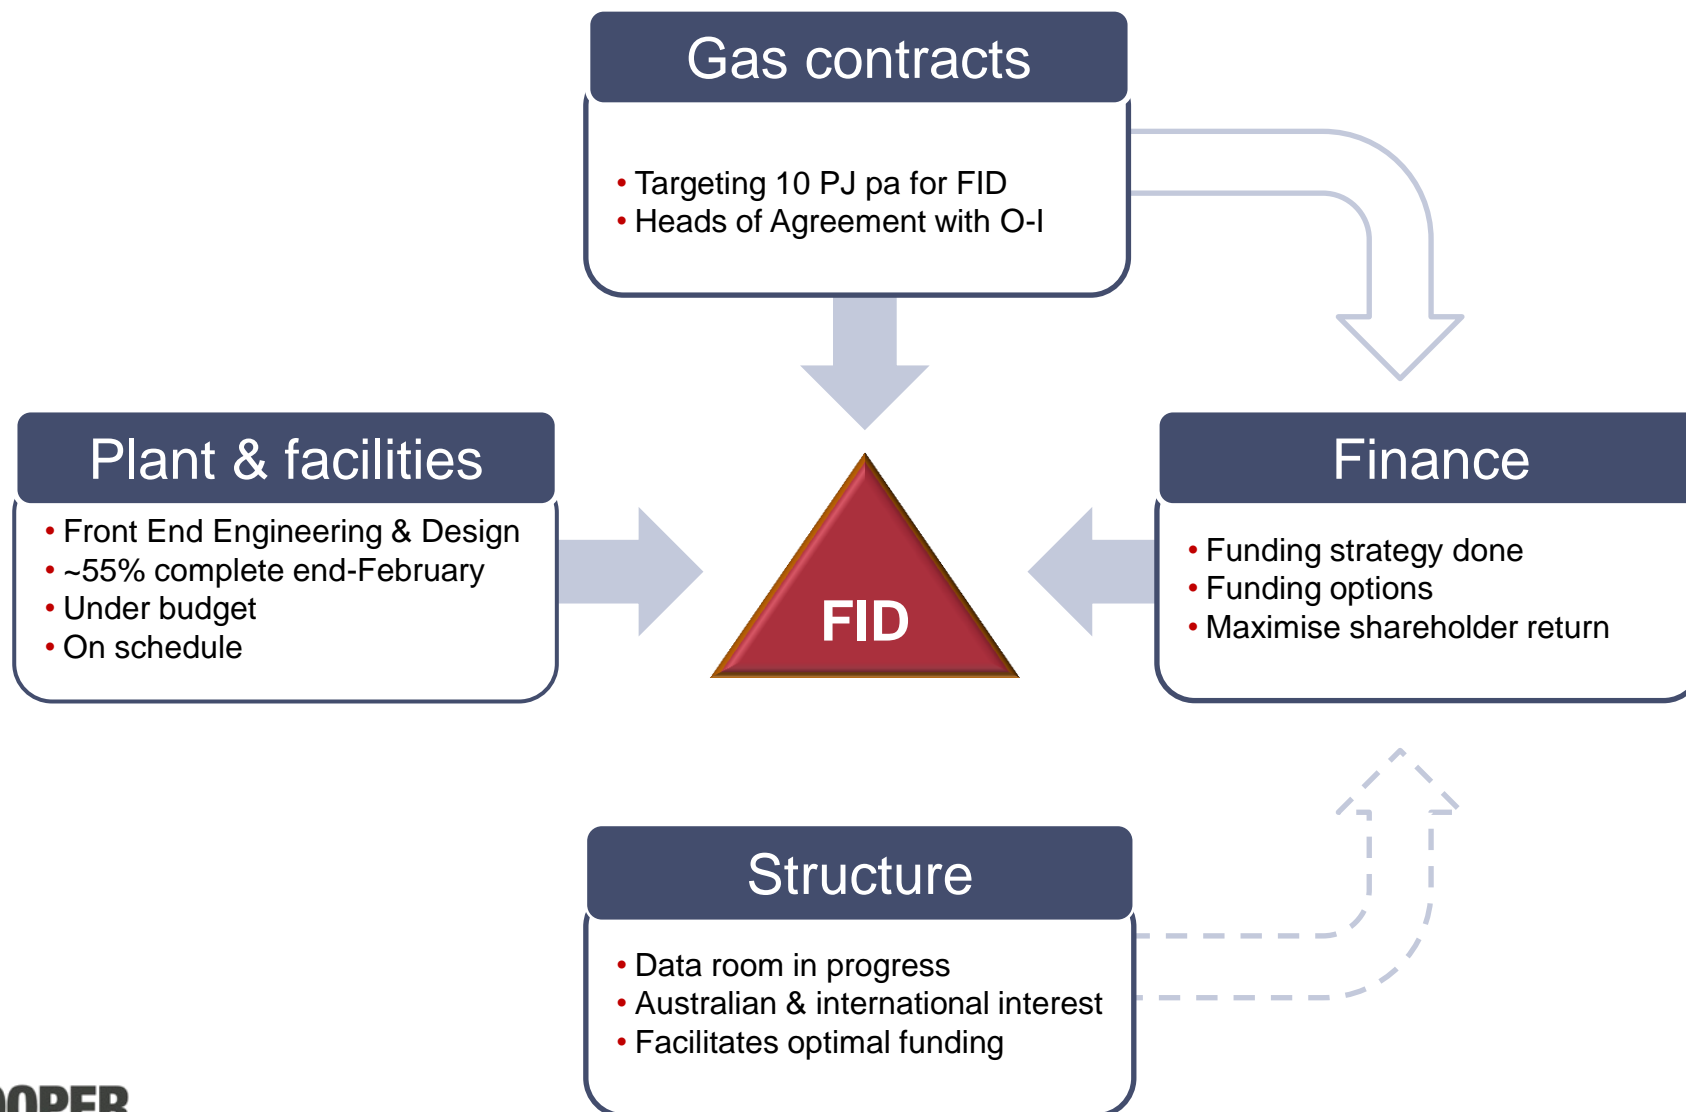 Gas contracts
• Targeting 10 PJ pa for FID
• Heads of Agreement with O-I
Plant & facilities
• Front End Engineering & Design
• ~55% complete end-February
• Under budget
• On schedule
FID
Finance
• Funding strategy done
• Funding options
• Maximise shareholder return
Structure
• Data room in progress
• Australian & international interest
• Facilitates optimal funding